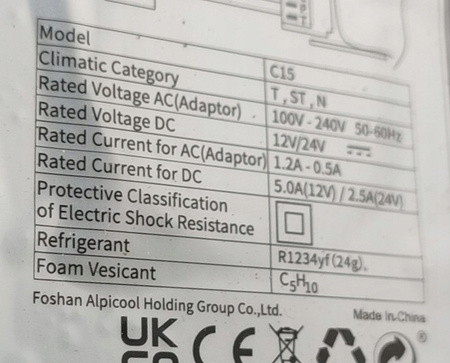 Model C15
Climatic Category T , ST , N
Rated Voltage AC(Adaptor) 100V - 240V 50-60Hz
Rated Voltage DC 12V/24V
Rated Current for AC(Adaptor) 1.2A - 0.5A
Rated Current for DC 5.0A(12V) / 2.5A(24V)
Protective Classification
of Electric Shock Resistance
Refrigerant R1234yf (24g).
Foam Vesicant C₅H₁₀
Foshan Alpicool Holding Group Co.,Ltd. Made In China
UK CE
CA